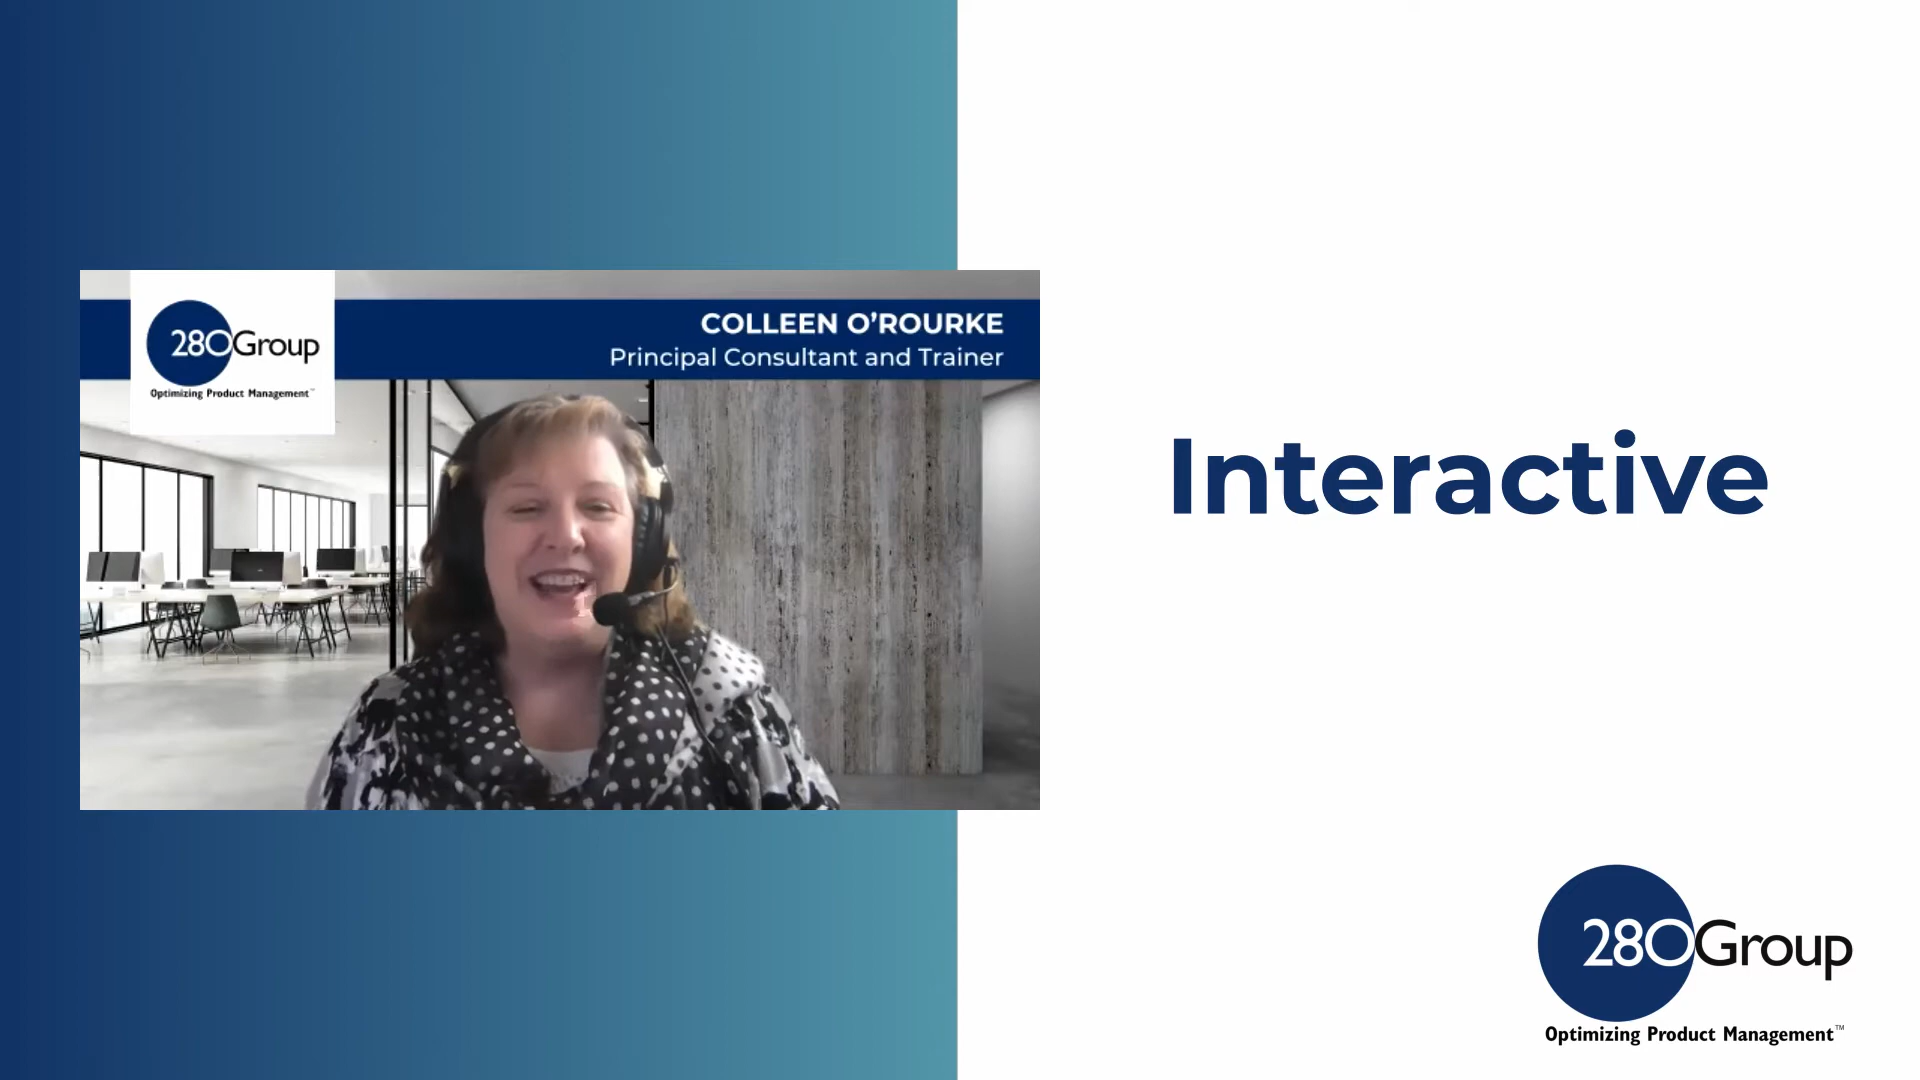 280Group
Optimizing Product Management™
COLLEEN O'ROURKE
Principal Consultant and Trainer
Interactive
280Group
Optimizing Product Management™